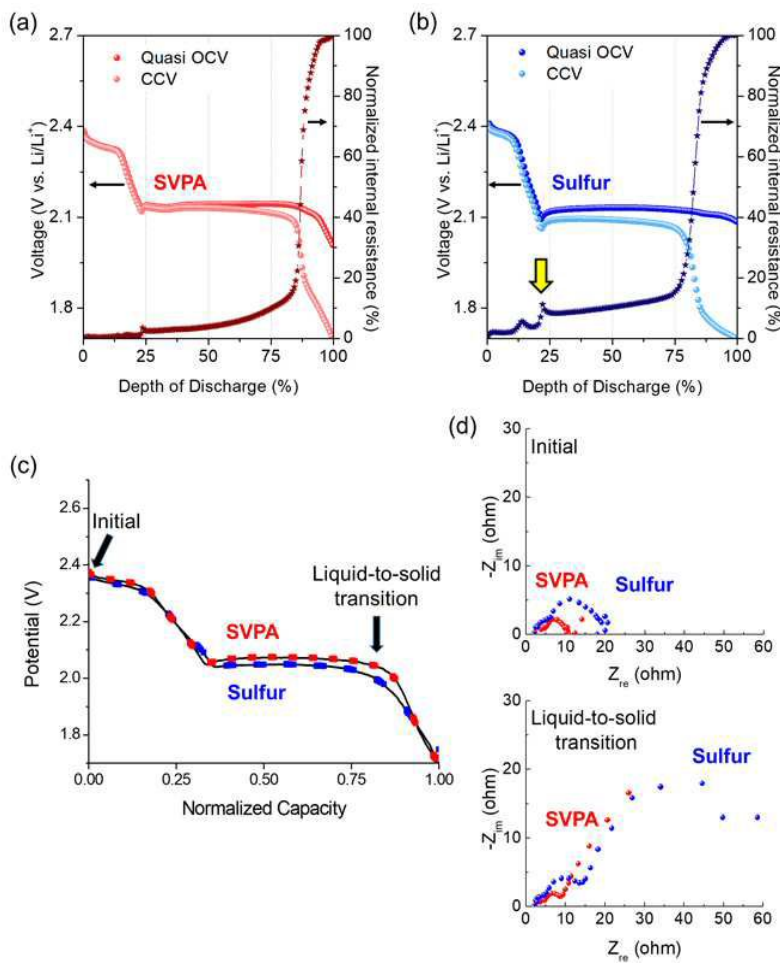 (a)
2.7
2.4
2.1
1.8
Voltage (V vs. Li/Li⁺)
Quasi OCV
CCV
SVPA
100
80
60
40
20
0
Normalized internal resistance (%)
0
25
50
75
100
Depth of Discharge (%)
(b)
2.7
2.4
2.1
1.8
Voltage (V vs. Li/Li⁺)
Quasi OCV
CCV
Sulfur
100
80
60
40
20
0
Normalized internal resistance (%)
0
25
50
75
100
Depth of Discharge (%)
(c)
2.6
2.4
2.2
2.0
1.8
Potential (V)
Initial
Liquid-to-solid
transition
SVPA
Sulfur
0.00
0.25
0.50
0.75
1.00
Normalized Capacity
(d)
30
20
10
0
-Zim (ohm)
Initial
SVPA
Sulfur
0
10
20
30
40
50
60
Zre (ohm)
30
20
10
0
-Zim (ohm)
Liquid-to-solid
transition
Sulfur
SVPA
0
10
20
30
40
50
60
Zre (ohm)